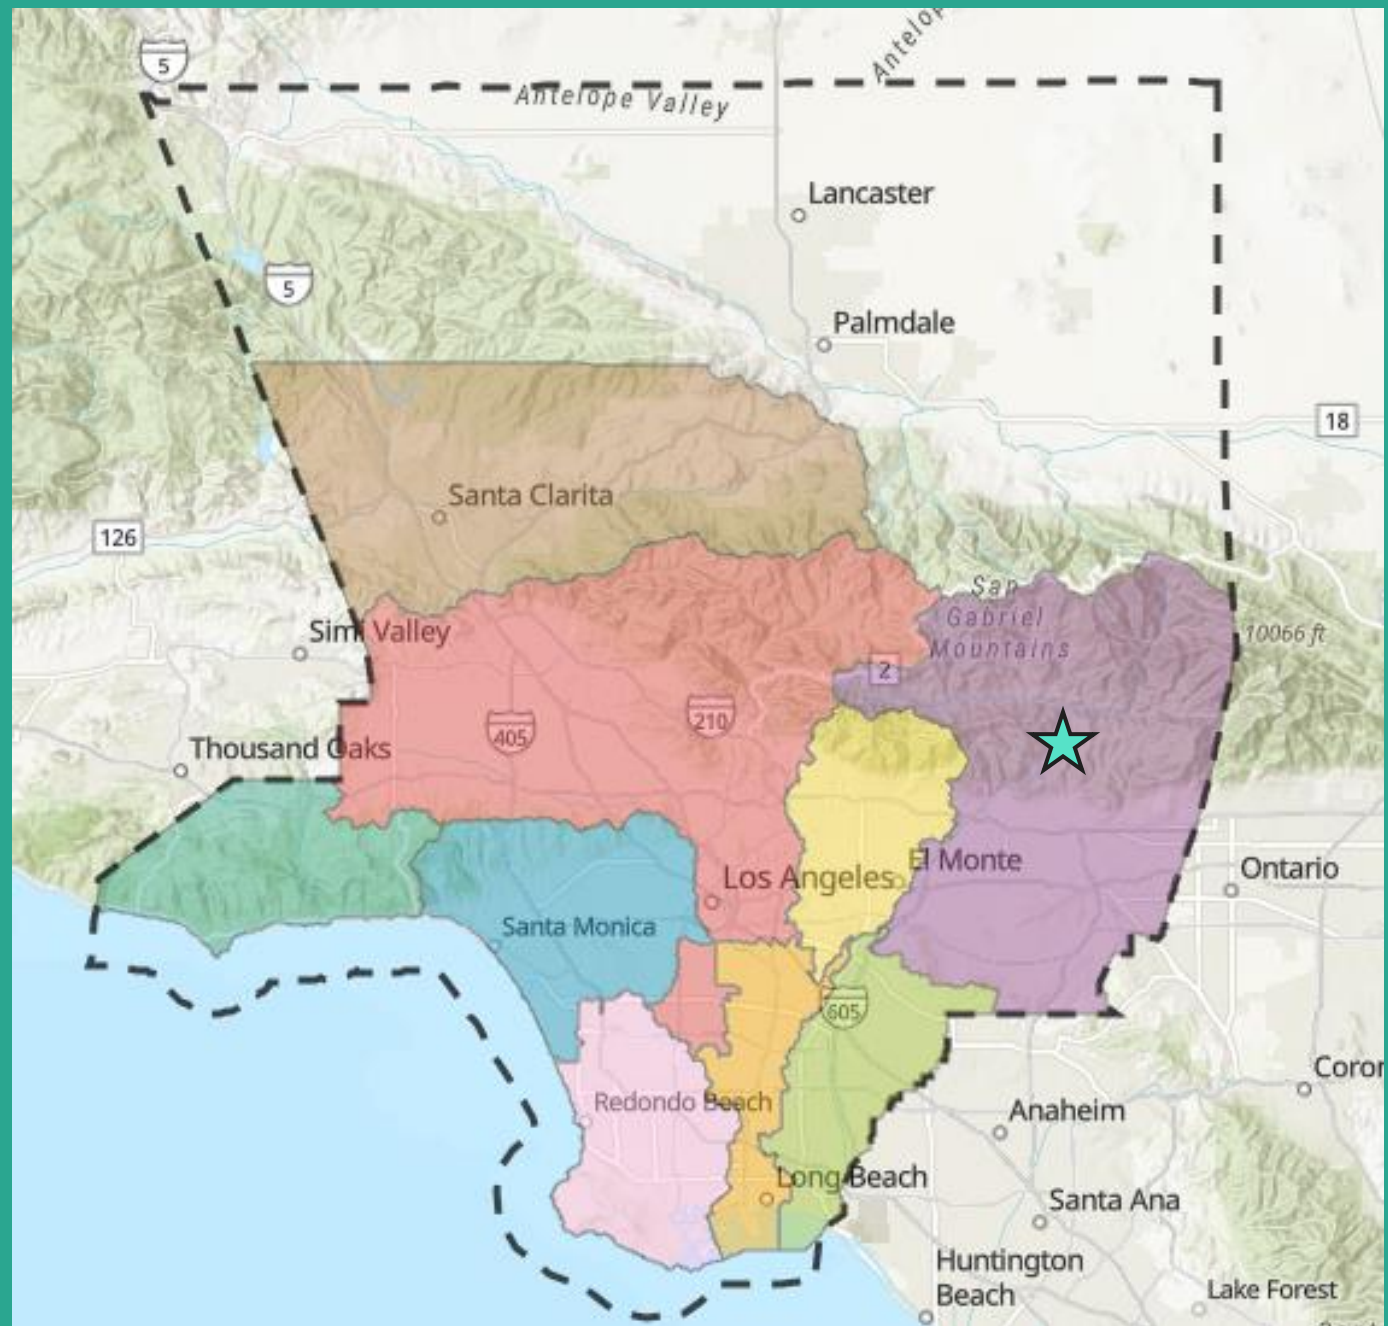 5
Antelop
Antelope Valley
Lancaster
5
Palmdale
18
Santa Clarita
126
San
Gabriel
Mountains
Simi Valley
10066 ft
2
210
405
Thousand Oaks
El Monte
Ontario
Los Angeles
Santa Monica
605
Coror
Redondo Beach
Anaheim
Long Beach
Santa Ana
Huntington
Beach
Lake Forest